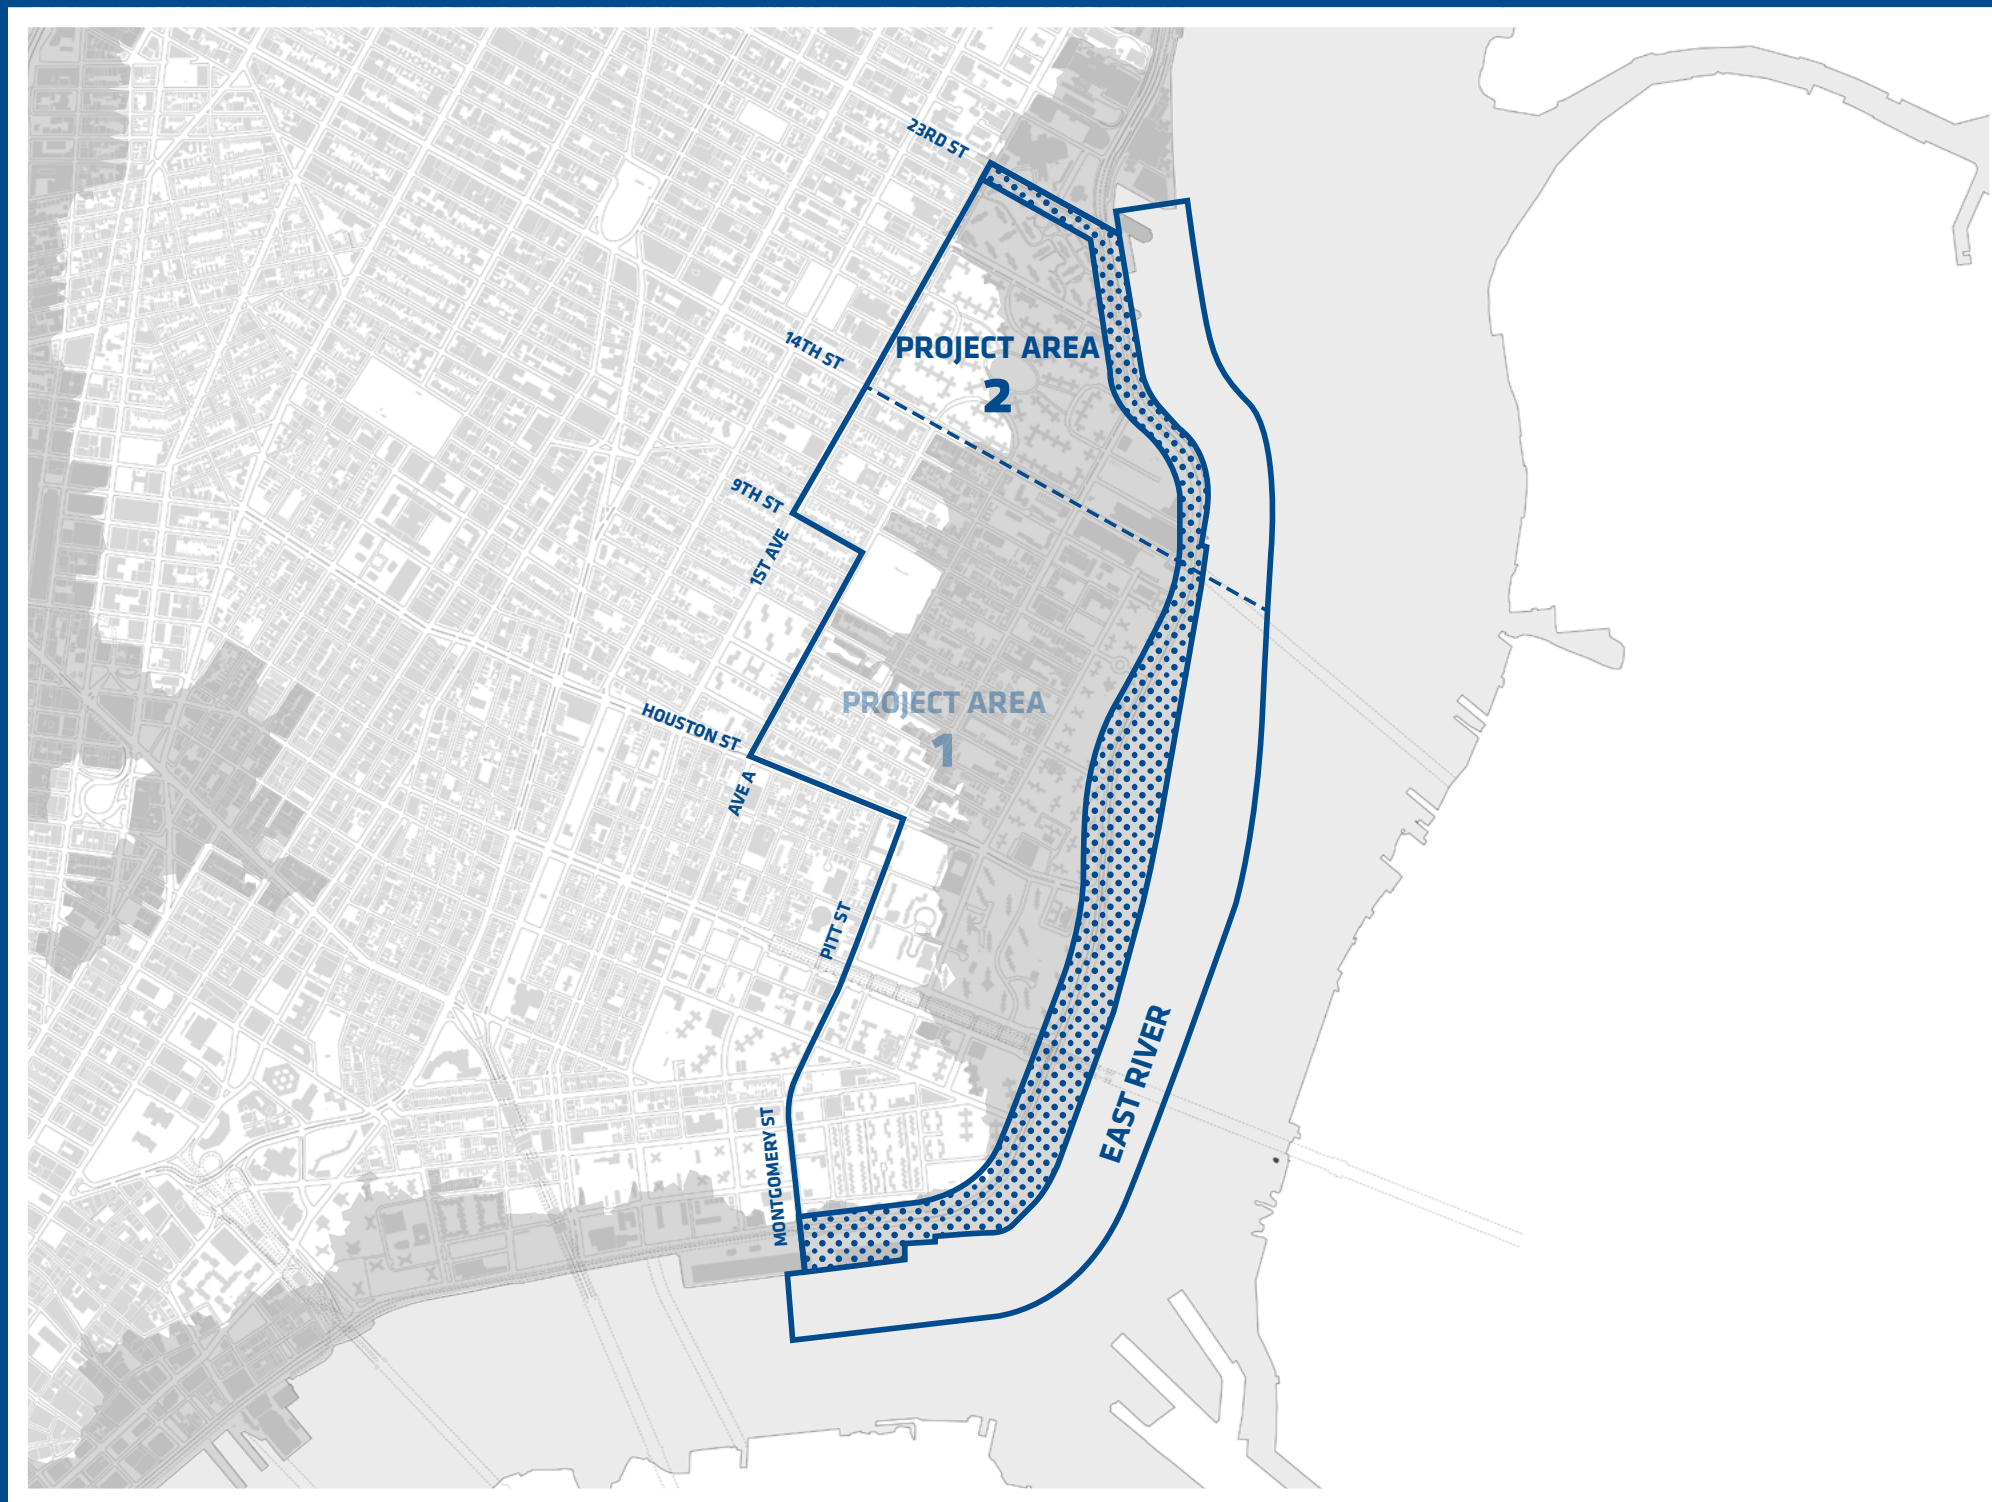 23RD ST
14TH ST
PROJECT AREA
2
9TH ST
1ST AVE
PROJECT AREA
1
HOUSTON ST
AVE A
PITT ST
EAST RIVER
MONTGOMERY ST